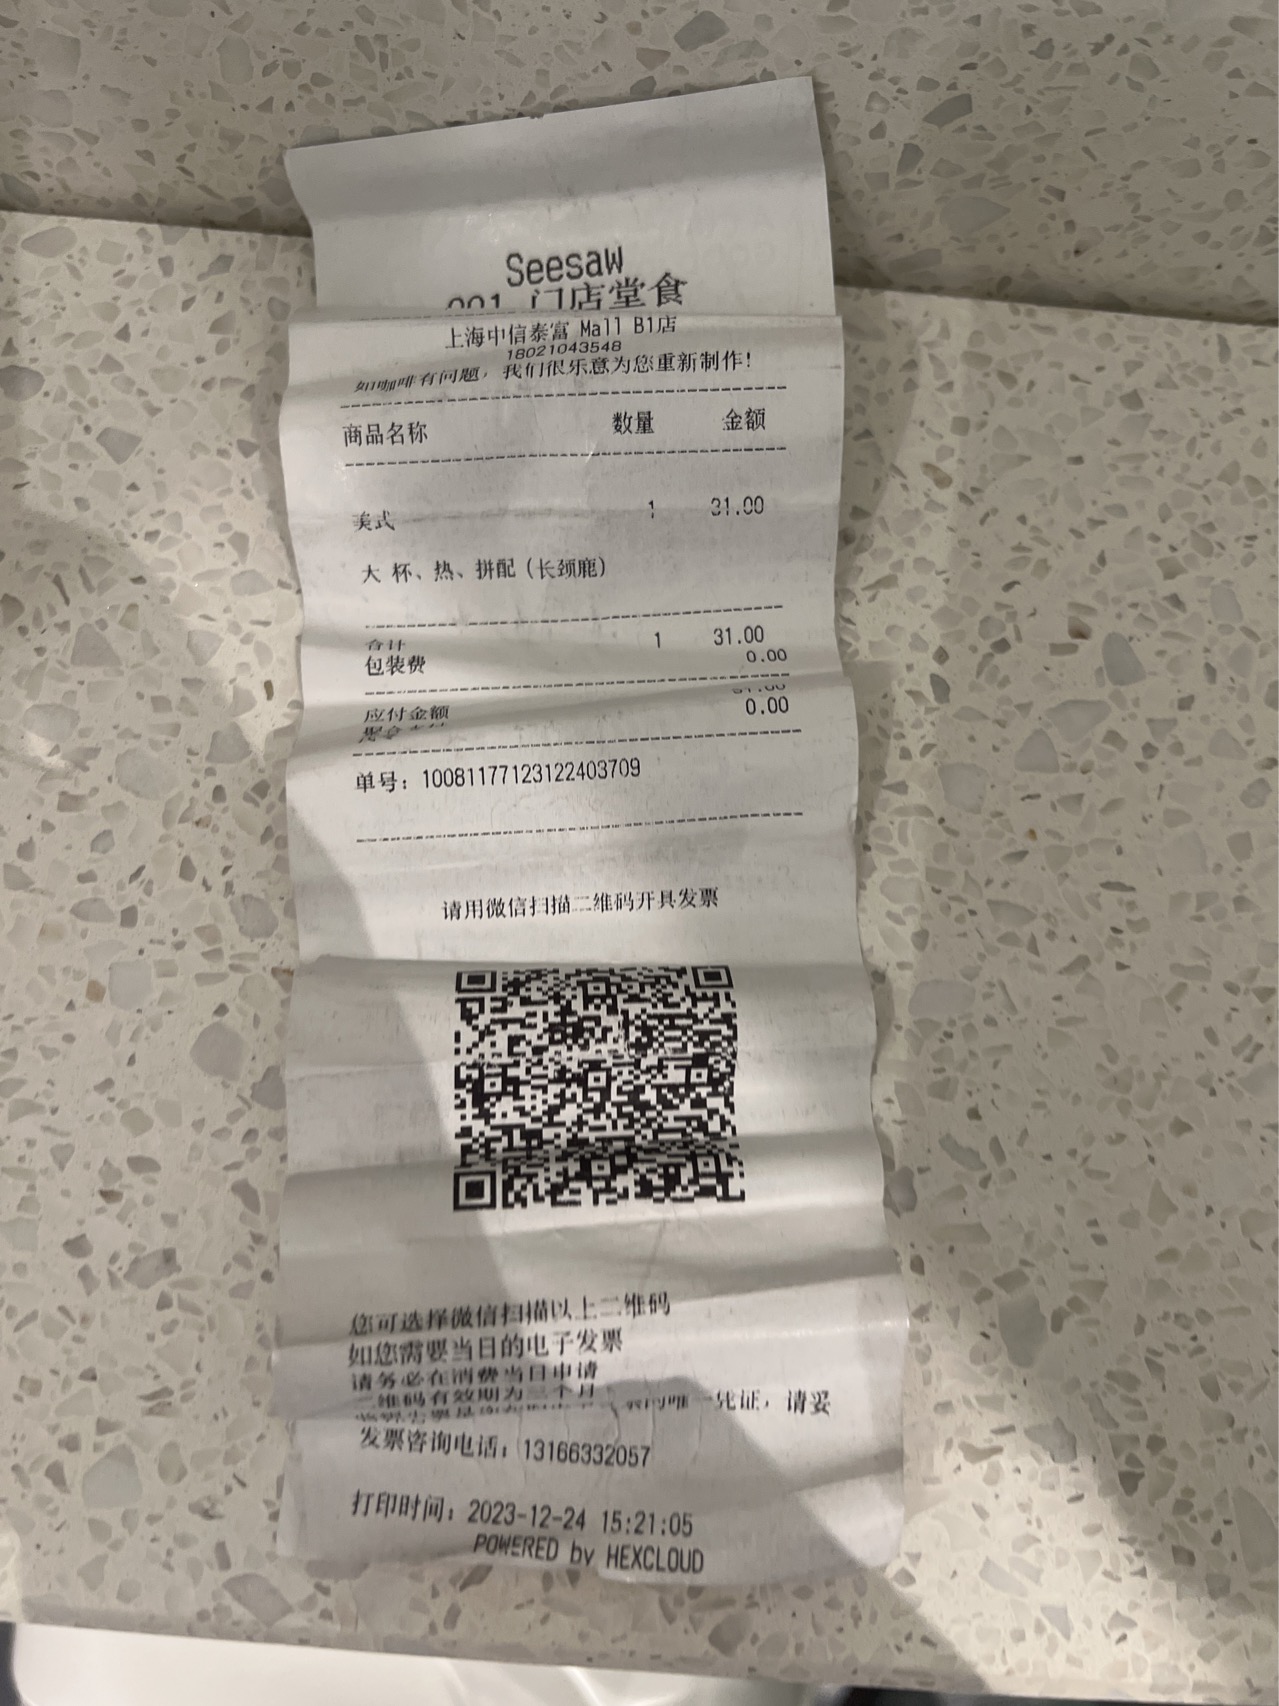 Seesaw
001 门店堂食
上海中信泰富 Mall B1店
18021043548
如咖啡有问题，我们很乐意为您重新制作!
商品名称 数量 金额
美式 1 31.00
大 杯、热、拼配(长颈鹿)
合计 1 31.00
包装费 0.00
应付金额 31.00
0.00
单号: 10081177123122403709
请用微信扫描二维码开具发票
您可选择微信扫描以上二维码
如您需要当日的电子发票
请务必在消费当日申请
二维码有效期为三个月
唯一凭证，请妥
发票咨询电话: 13166332057
打印时间: 2023-12-24 15:21:05
POWERED by HEXCLOUD